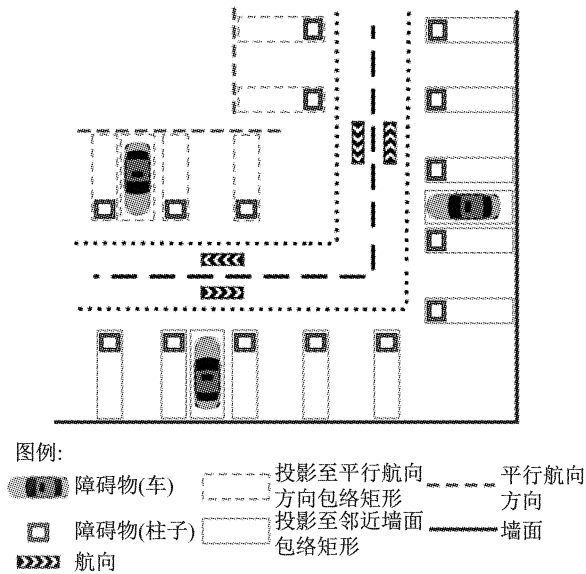 图例:
障碍物(车)
投影至平行航向
方向包络矩形
平行航向
方向
障碍物(柱子)
投影至邻近墙面
包络矩形
墙面
航向